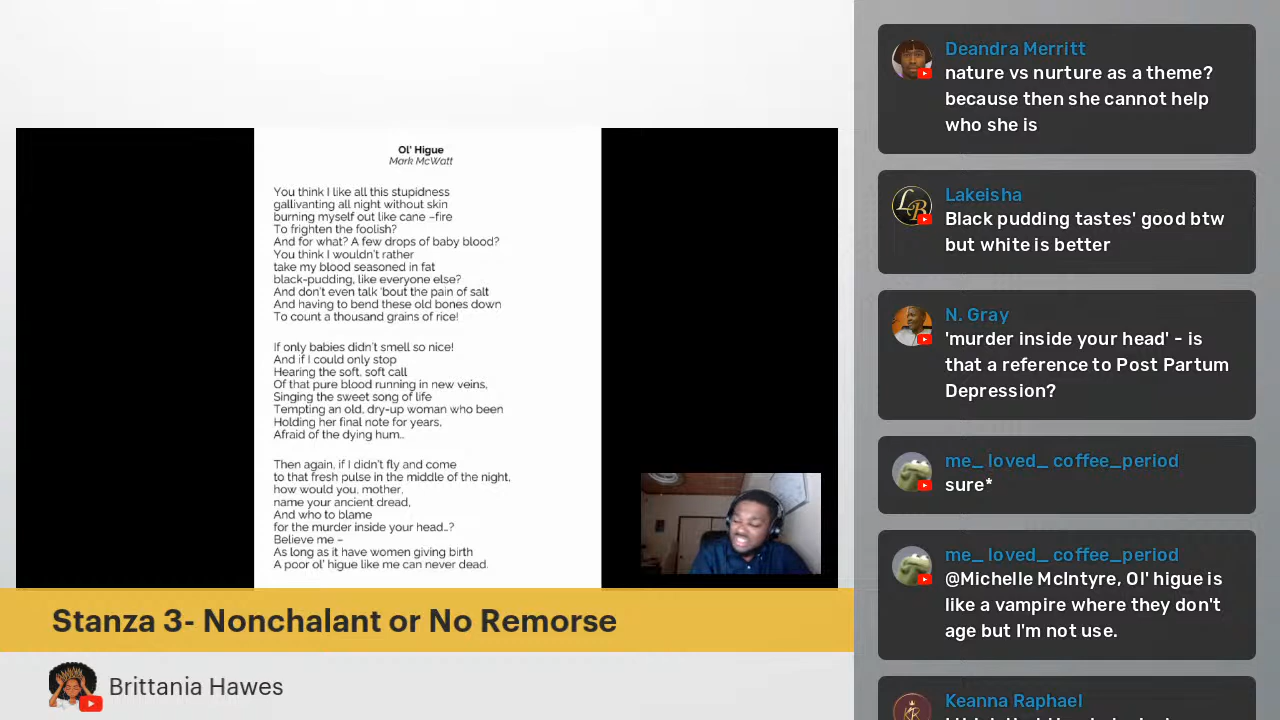 Ol' Higue
Mark McWatt
You think I like all this stupidness
gallivanting all night without skin
burning myself out like cane –fire
To frighten the foolish?
And for what? A few drops of baby blood?
You think I wouldn't rather
take my blood seasoned in fat
black-pudding, like everyone else?
And don't even talk 'bout the pain of salt
And having to bend these old bones down
To count a thousand grains of rice!
If only babies didn't smell so nice!
And if I could only stop
Hearing the soft, soft call
Of that pure blood running in new veins,
Singing the sweet song of life
Tempting an old, dry-up woman who been
Holding her final note for years,
Afraid of the dying hum...
Then again, if I didn't fly and come
to that fresh pulse in the middle of the night,
how would you, mother,
name your ancient dread,
And who to blame
for the murder inside your head...?
Believe me –
As long as it have women giving birth
A poor ol' higue like me can never dead.
Stanza 3- Nonchalant or No Remorse
Brittania Hawes
Deandra Merritt
nature vs nurture as a theme?
because then she cannot help
who she is
Lakeisha
Black pudding tastes' good btw
but white is better
N. Gray
'murder inside your head' - is
that a reference to Post Partum
Depression?
me_ loved_ coffee_period
sure*
me_ loved_ coffee_period
@Michelle McIntyre, Ol' higue is
like a vampire where they don't
age but I'm not use.
Keanna Raphael